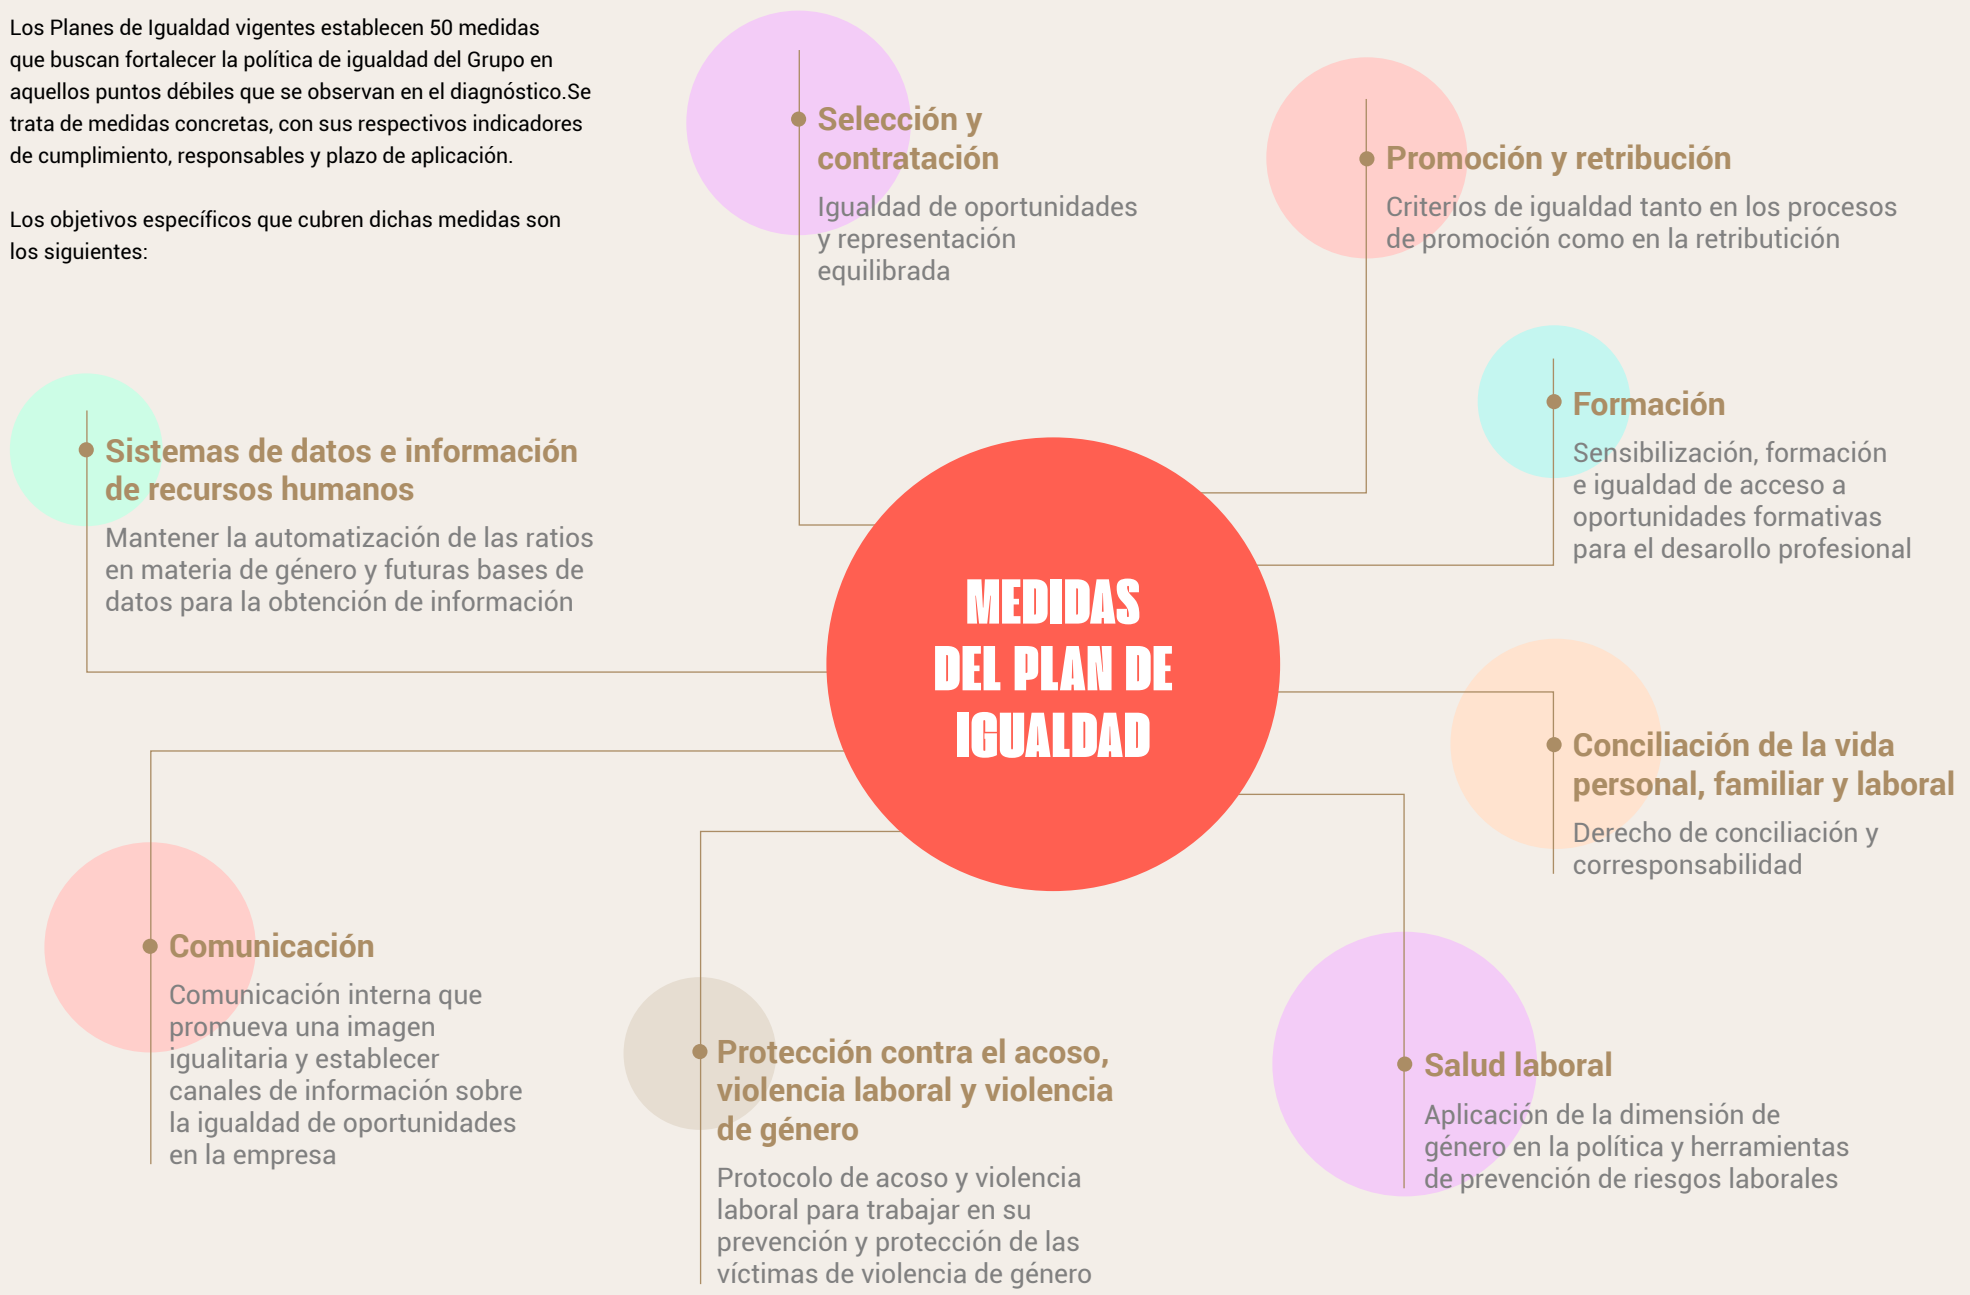 Los Planes de Igualdad vigentes establecen 50 medidas
que buscan fortalecer la política de igualdad del Grupo en
aquellos puntos débiles que se observan en el diagnóstico.Se
trata de medidas concretas, con sus respectivos indicadores
de cumplimiento, responsables y plazo de aplicación.
Los objetivos específicos que cubren dichas medidas son
los siguientes:
Selección y
contratación
Igualdad de oportunidades
y representación
equilibrada
Promoción y retribución
Criterios de igualdad tanto en los procesos
de promoción como en la retributición
Formación
Sensibilización, formación
e igualdad de acceso a
oportunidades formativas
para el desarollo profesional
Sistemas de datos e información
de recursos humanos
Mantener la automatización de las ratios
en materia de género y futuras bases de
datos para la obtención de información
MEDIDAS
DEL PLAN DE
IGUALDAD
Conciliación de la vida
personal, familiar y laboral
Derecho de conciliación y
corresponsabilidad
Comunicación
Comunicación interna que
promueva una imagen
igualitaria y establecer
canales de información sobre
la igualdad de oportunidades
en la empresa
Protección contra el acoso,
violencia laboral y violencia
de género
Protocolo de acoso y violencia
laboral para trabajar en su
prevención y protección de las
víctimas de violencia de género
Salud laboral
Aplicación de la dimensión de
género en la política y herramientas
de prevención de riesgos laborales